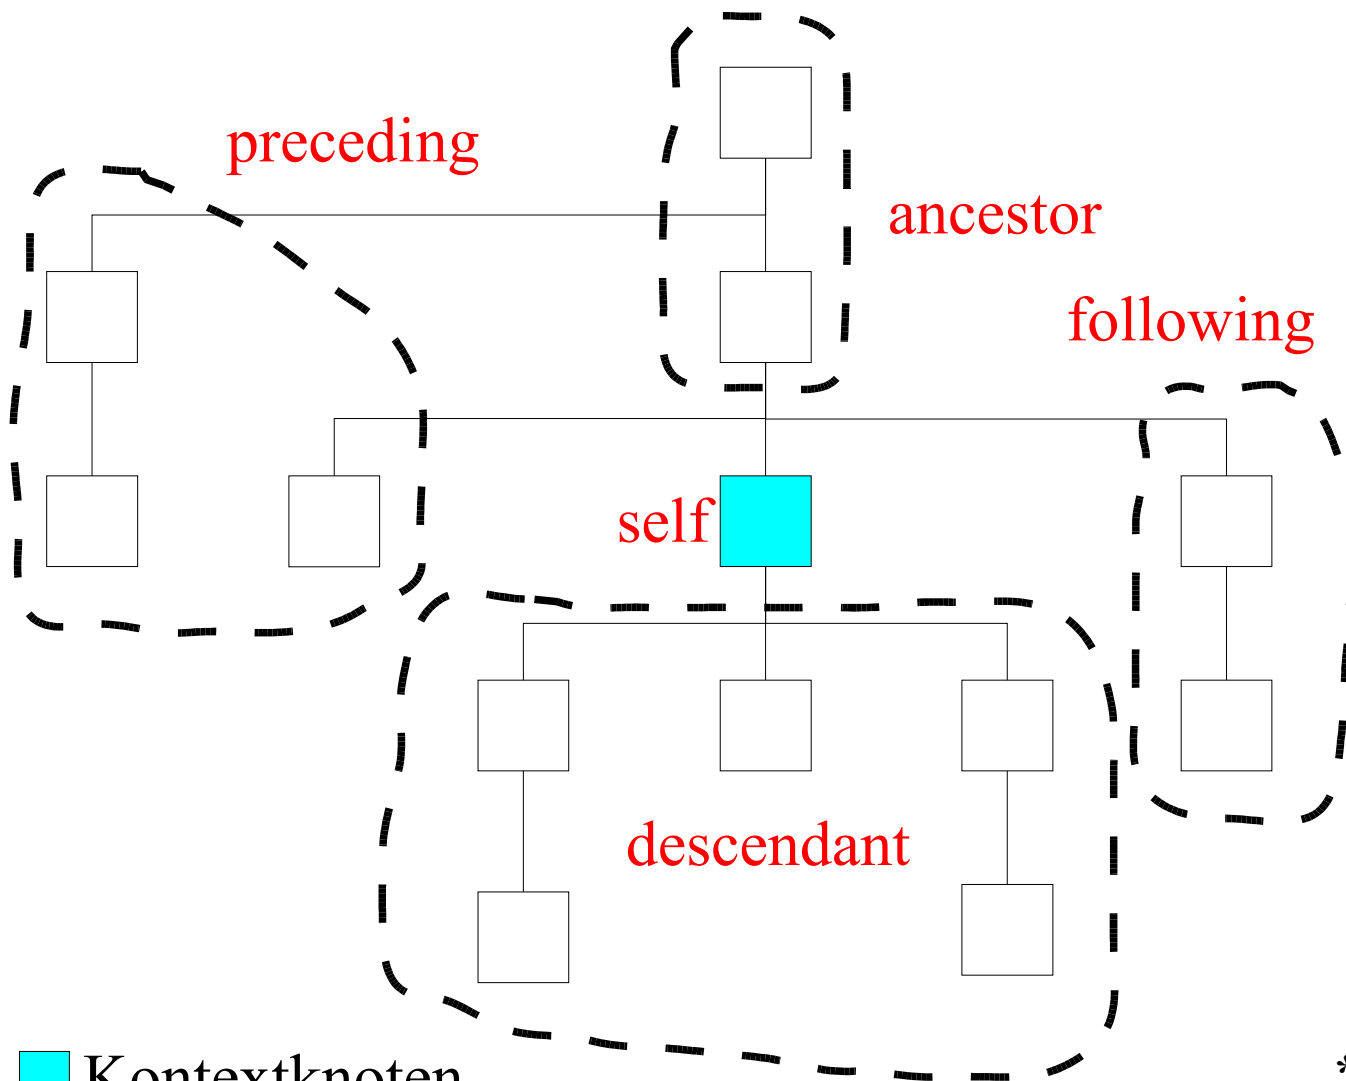 preceding
ancestor
following
self
descendant
Kontextknoten
*